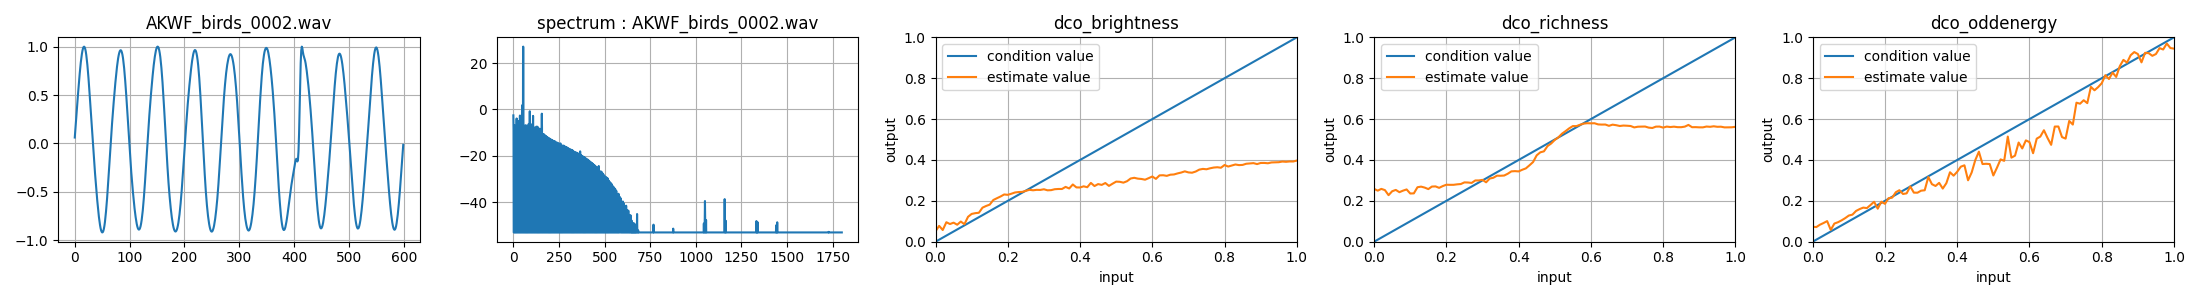 AKWF_birds_0002.wav
1.0
0.5
0.0
−0.5
−1.0
0 100 200 300 400 500 600
spectrum : AKWF_birds_0002.wav
20
0
−20
−40
0 250 500 750 1000 1250 1500 1750
dco_brightness
condition value
estimate value
output
1.0
0.8
0.6
0.4
0.2
0.0
0.0 0.2 0.4 0.6 0.8 1.0
input
dco_richness
condition value
estimate value
output
1.0
0.8
0.6
0.4
0.2
0.0
0.0 0.2 0.4 0.6 0.8 1.0
input
dco_oddenergy
condition value
estimate value
output
1.0
0.8
0.6
0.4
0.2
0.0
0.0 0.2 0.4 0.6 0.8 1.0
input